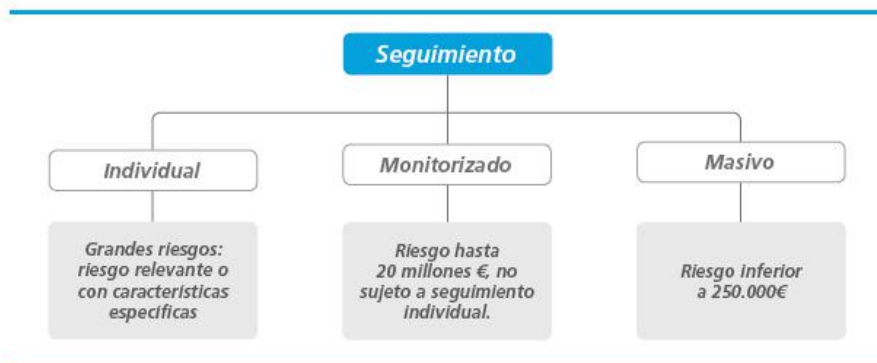 Seguimiento
Individual
Monitorizado
Masivo
Grandes riesgos:
riesgo relevante o
con características
específicas
Riesgo hasta
20 millones €, no
sujeto a seguimiento
individual.
Riesgo inferior
a 250.000€